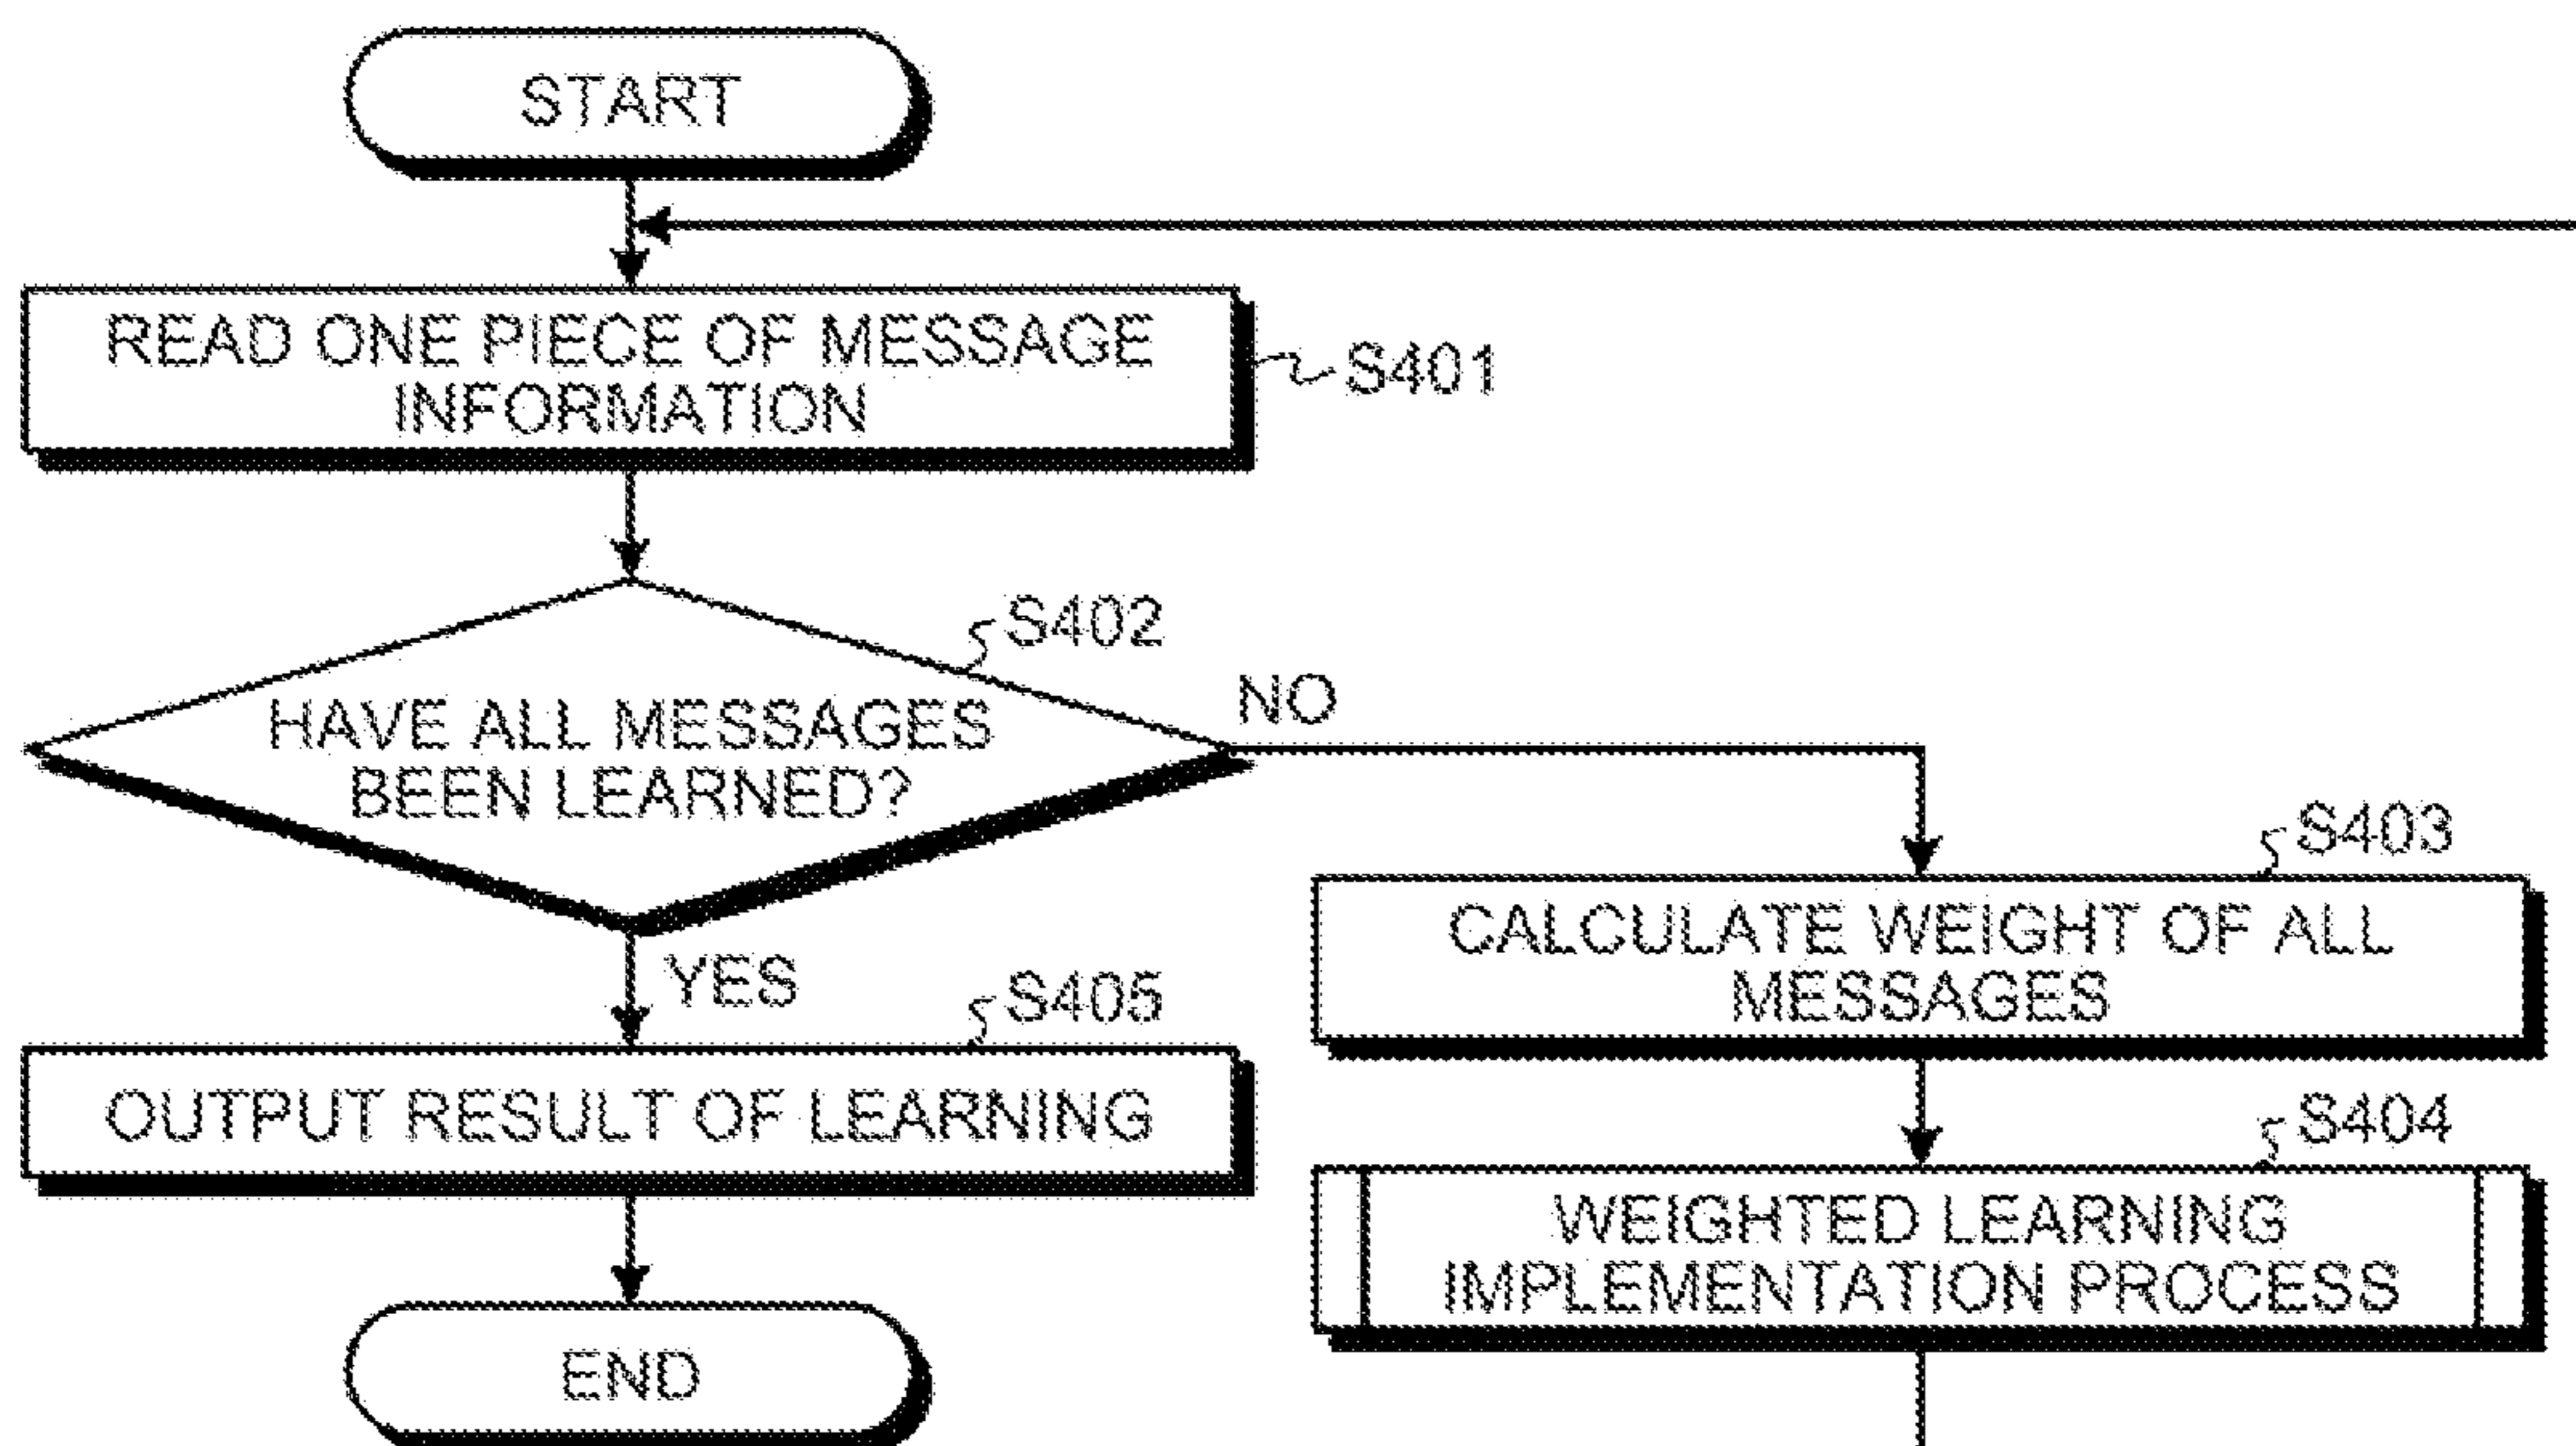 START
READ ONE PIECE OF MESSAGE
INFORMATION
S401
S402
HAVE ALL MESSAGES
BEEN LEARNED?
NO
YES
S403
CALCULATE WEIGHT OF ALL
MESSAGES
S405
OUTPUT RESULT OF LEARNING
S404
WEIGHTED LEARNING
IMPLEMENTATION PROCESS
END